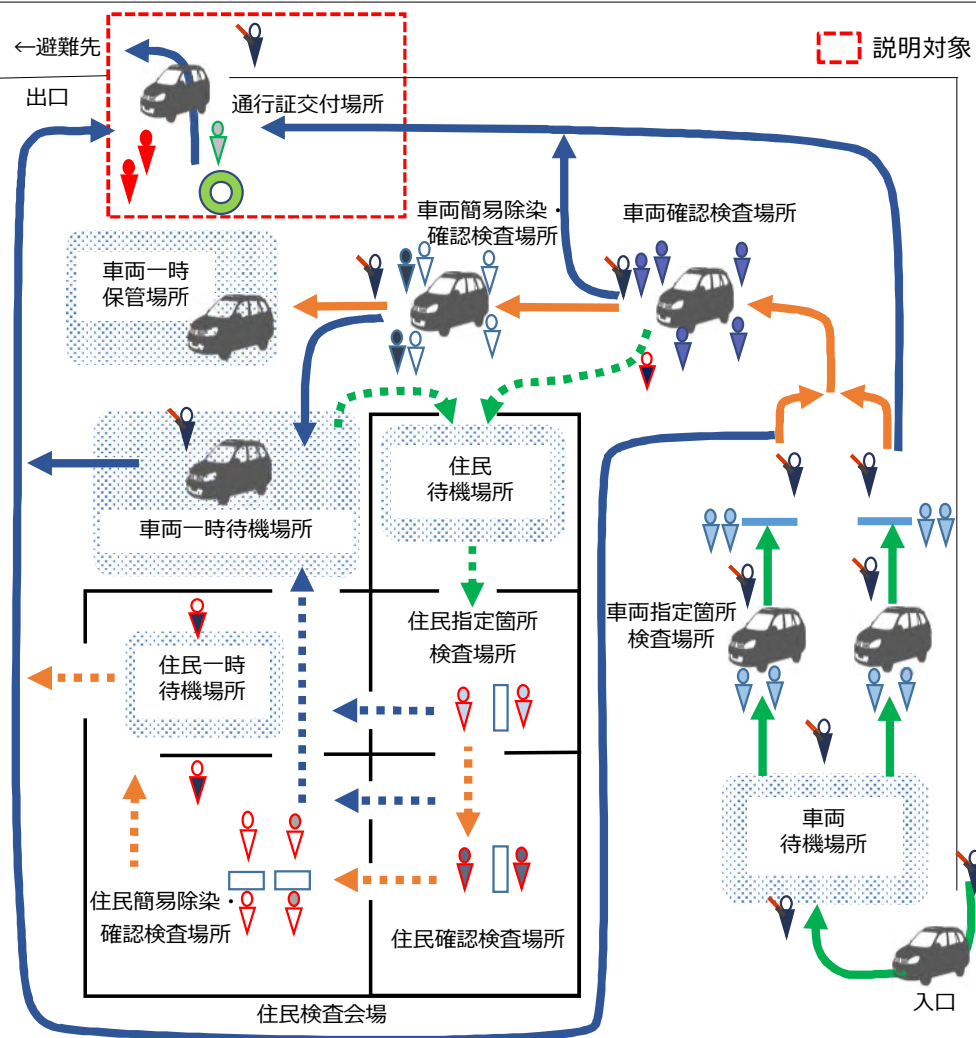 ←避難先
説明対象
出口
通行証交付場所
車両簡易除染・
確認検査場所
車両確認検査場所
車両一時
保管場所
住民
待機場所
車両一時待機場所
車両指定箇所
検査場所
住民指定箇所
検査場所
住民一時
待機場所
車両
待機場所
住民簡易除染・
確認検査場所
住民確認検査場所
入口
住民検査会場